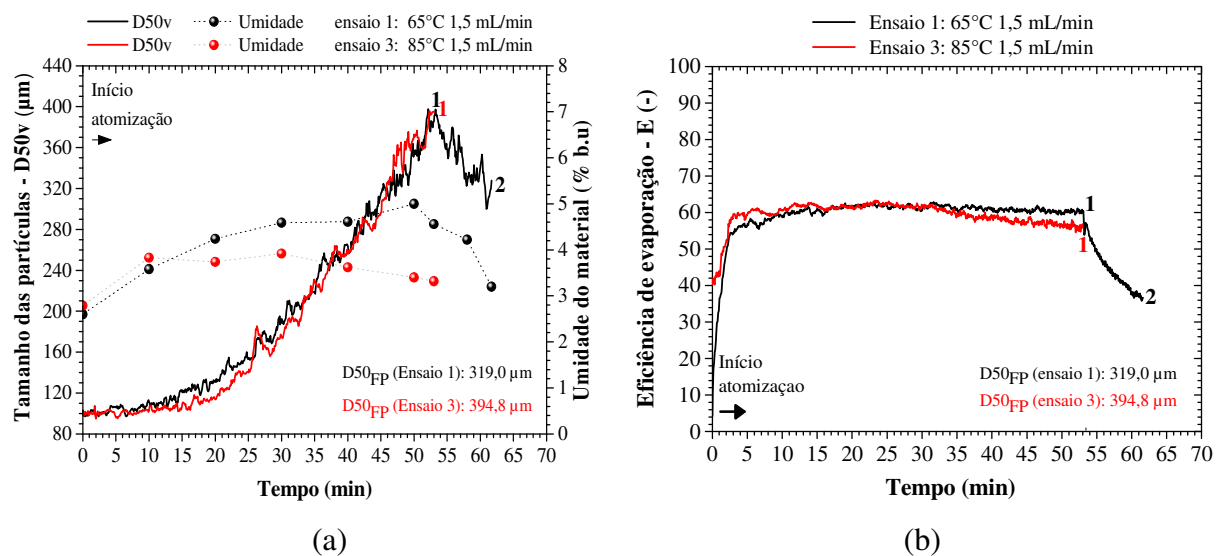 D50v Umidade ensaio 1: 65°C 1,5 mL/min
D50v Umidade ensaio 3: 85°C 1,5 mL/min
Tamanho das partículas - D50v (µm)
440
400
360
320
280
240
200
160
120
80
Início
atomização
1
1
2
D50FP (Ensaio 1): 319,0 µm
D50FP (Ensaio 3): 394,8 µm
8
7
6
5
4
3
2
1
0
Umidade do material (% b.u)
0 5 10 15 20 25 30 35 40 45 50 55 60 65 70
Tempo (min)
(a)
Ensaio 1: 65°C 1,5 mL/min
Ensaio 3: 85°C 1,5 mL/min
Eficiência de evaporação - E (-)
100
90
80
70
60
50
40
30
20
10
0
1
1
2
Início
atomizaçao
D50FP (ensaio 1): 319,0 µm
D50FP (ensaio 3): 394,8 µm
0 5 10 15 20 25 30 35 40 45 50 55 60 65 70
Tempo (min)
(b)